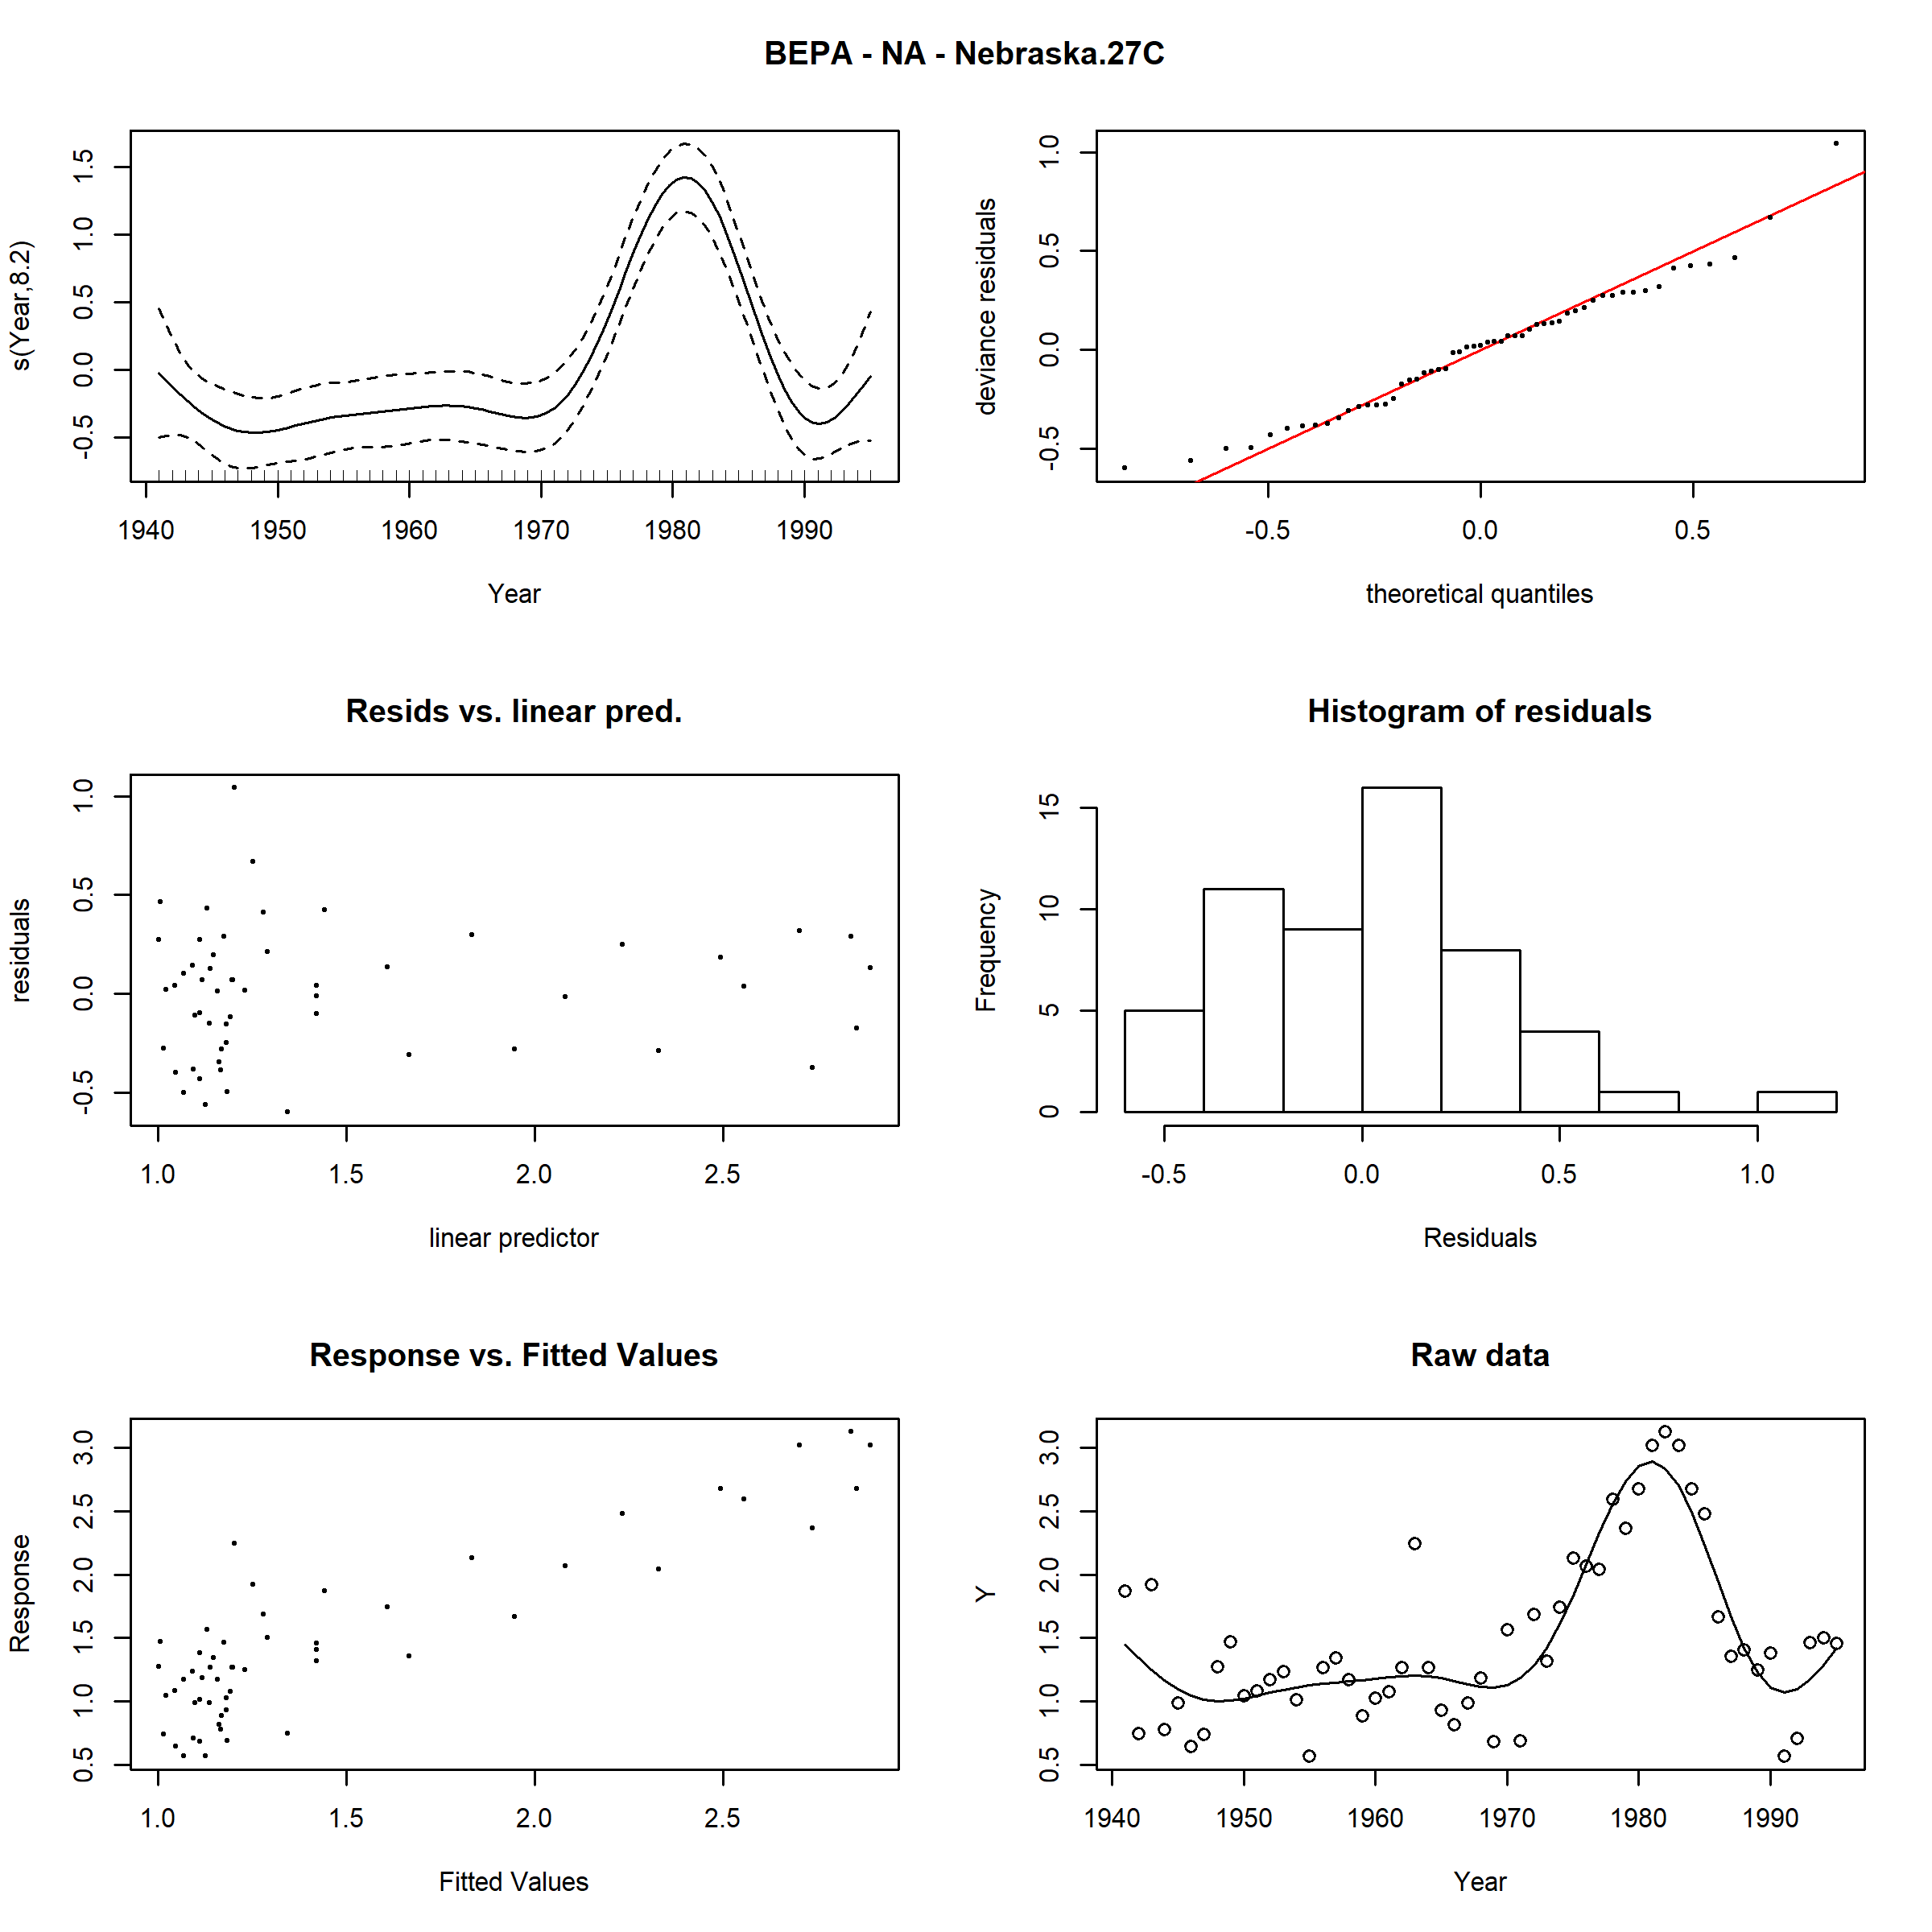 BEPA - NA - Nebraska.27C
s(Year,8.2)
-0.5 0.0 0.5 1.0 1.5
1940 1950 1960 1970 1980 1990
Year
deviance residuals
-0.5 0.0 0.5 1.0
-0.5 0.0 0.5
theoretical quantiles
Resids vs. linear pred.
residuals
-0.5 0.0 0.5 1.0
1.0 1.5 2.0 2.5
linear predictor
Histogram of residuals
Frequency
0 5 10 15
-0.5 0.0 0.5 1.0
Residuals
Response vs. Fitted Values
Response
0.5 1.0 1.5 2.0 2.5 3.0
1.0 1.5 2.0 2.5
Fitted Values
Raw data
Y
0.5 1.0 1.5 2.0 2.5 3.0
1940 1950 1960 1970 1980 1990
Year